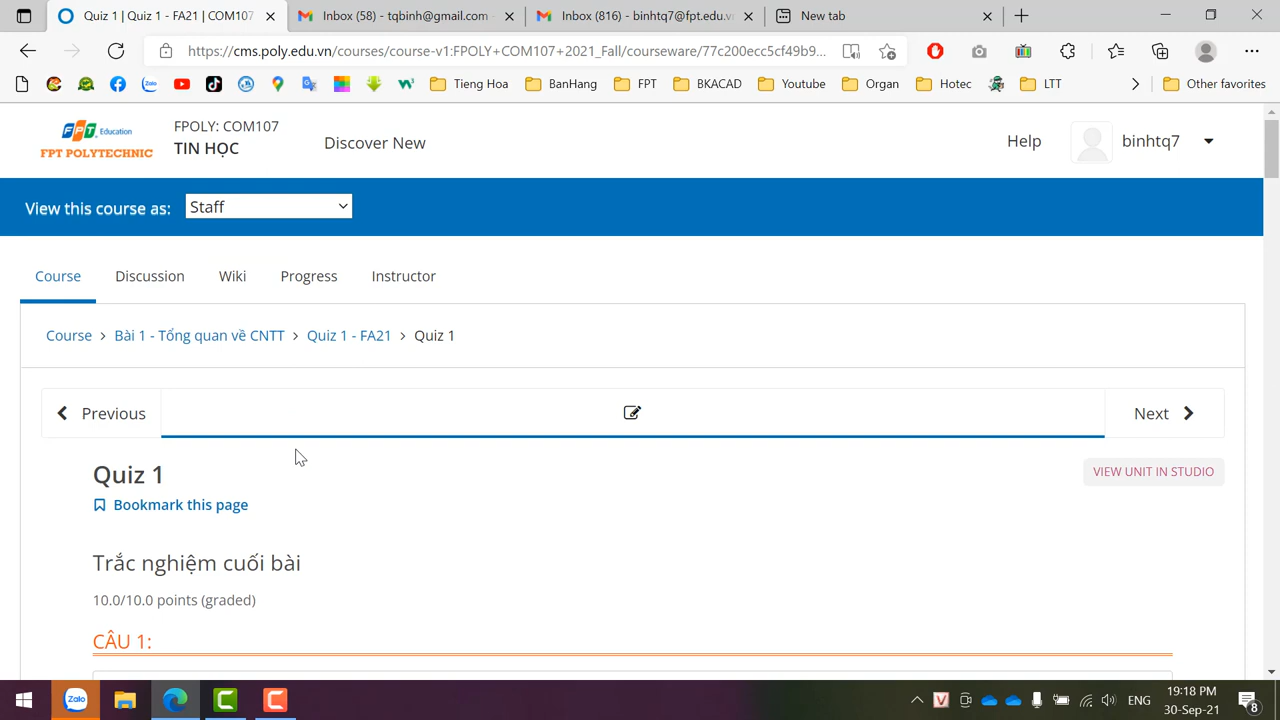 Quiz 1 | Quiz 1 - FA21 | COM107
Inbox (58) - tqbinh@gmail.com
Inbox (816) - binhtq7@fpt.edu.v
New tab
https://cms.poly.edu.vn/courses/course-v1:FPOLY+COM107+2021_Fall/courseware/77c200ecc5cf49b9...
Tieng Hoa
BanHang
FPT
BKACAD
Youtube
Organ
Hotec
LTT
Other favorites
FPT Education
FPT POLYTECHNIC
FPOLY: COM107
TIN HỌC
Discover New
Help
binhtq7
View this course as:
Staff
Course
Discussion
Wiki
Progress
Instructor
Course > Bài 1 - Tổng quan về CNTT > Quiz 1 - FA21 > Quiz 1
Previous
Next
Quiz 1
VIEW UNIT IN STUDIO
Bookmark this page
Trắc nghiệm cuối bài
10.0/10.0 points (graded)
CÂU 1:
Zalo
ENG
19:18 PM
30-Sep-21
8